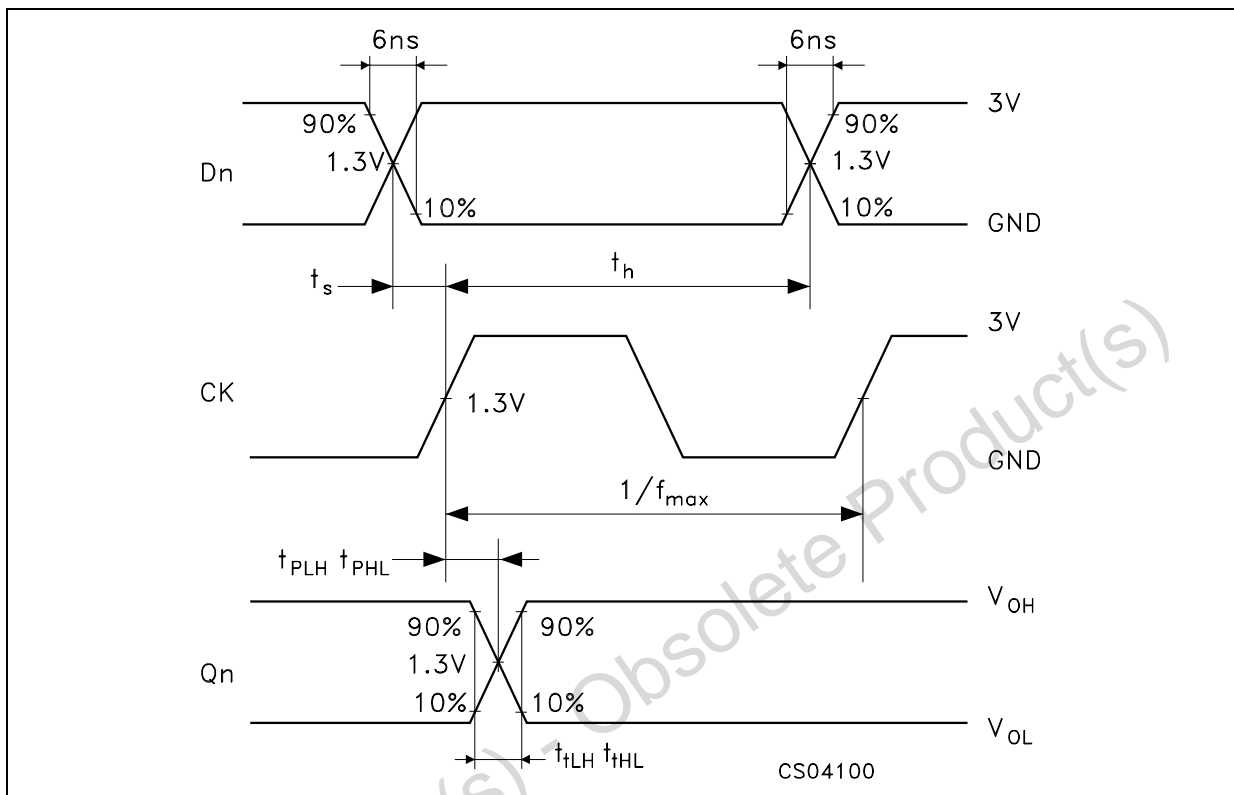 6ns 6ns
3V
90% 90%
1.3V 1.3V
Dn
10% 10%
GND
ts th
3V
CK
1.3V
GND
1/fmax
tPLH tPHL
VOH
90% 90%
1.3V
Qn
10% 10%
VOL
ttLH ttHL
CS04100
(s) - Obsolete Product(s)